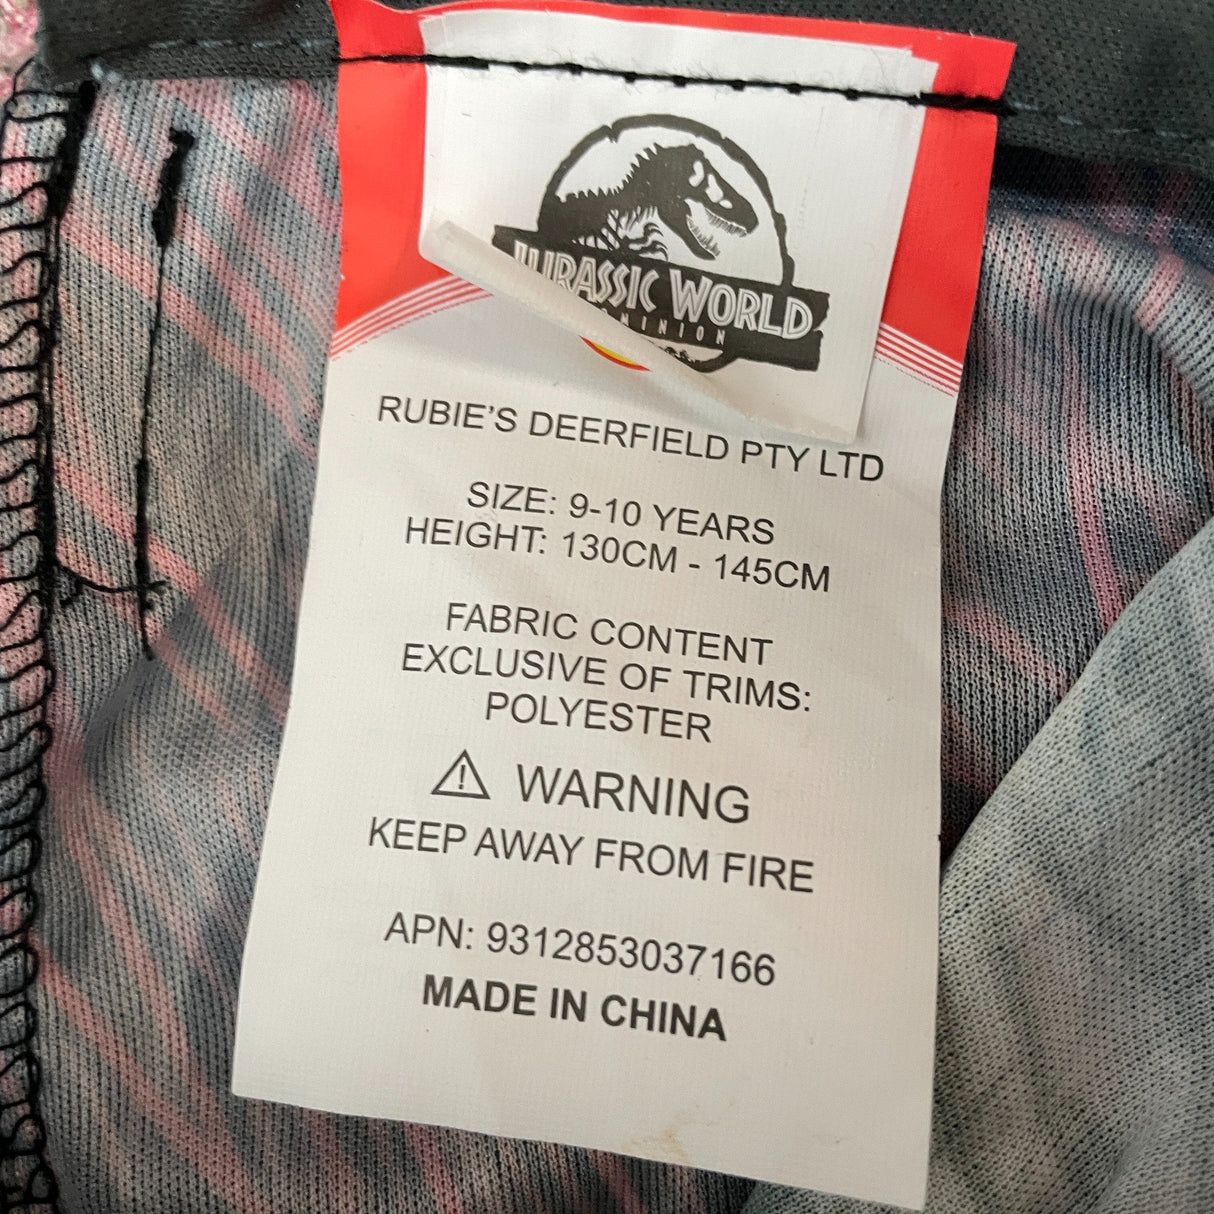 JURASSIC WORLD
MINION
RUBIE'S DEERFIELD PTY LTD
SIZE: 9-10 YEARS
HEIGHT: 130CM - 145CM
FABRIC CONTENT
EXCLUSIVE OF TRIMS:
POLYESTER
WARNING
KEEP AWAY FROM FIRE
APN: 9312853037166
MADE IN CHINA